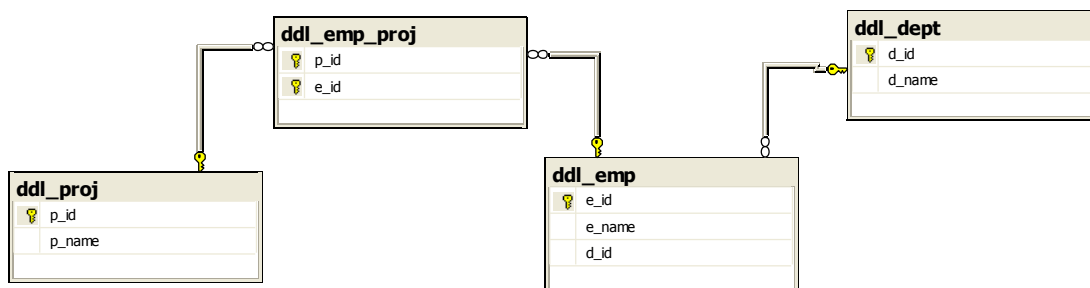 ddl_emp_proj
p_id
e_id
ddl_dept
d_id
d_name
ddl_proj
p_id
p_name
ddl_emp
e_id
e_name
d_id